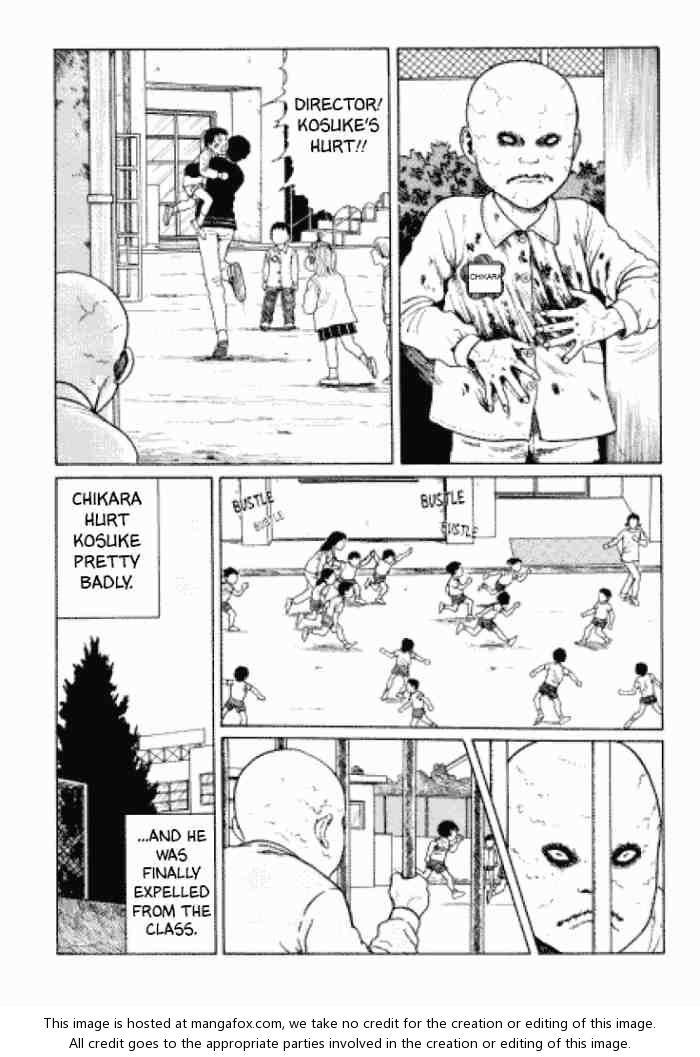 DIRECTOR!
KOSUKE'S
HURT!!
CHIKARA
CHIKARA
HURT
KOSUKE
PRETTY
BADLY.
BUSTLE
BUSTLE
BUSTLE
BUSTLE
...AND HE
WAS
FINALLY
EXPELLED
FROM THE
CLASS.
This image is hosted at mangafox.com, we take no credit for the creation or editing of this image.
All credit goes to the appropriate parties involved in the creation or editing of this image.